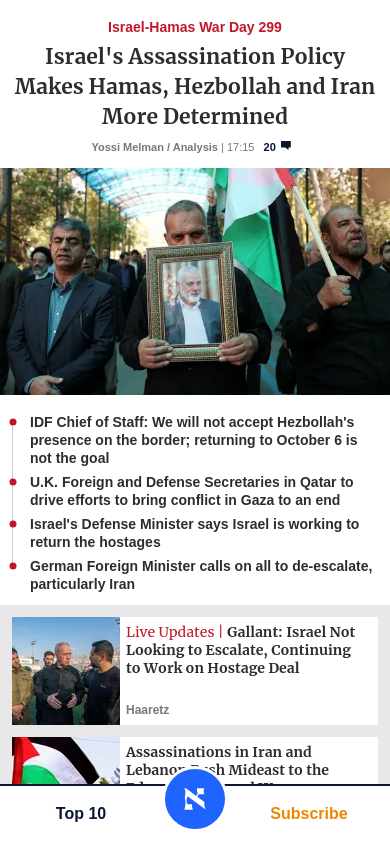 Israel-Hamas War Day 299
Israel's Assassination Policy
Makes Hamas, Hezbollah and Iran
More Determined
Yossi Melman / Analysis | 17:15 20
IDF Chief of Staff: We will not accept Hezbollah's
presence on the border; returning to October 6 is
not the goal
U.K. Foreign and Defense Secretaries in Qatar to
drive efforts to bring conflict in Gaza to an end
Israel's Defense Minister says Israel is working to
return the hostages
German Foreign Minister calls on all to de-escalate,
particularly Iran
Live Updates | Gallant: Israel Not
Looking to Escalate, Continuing
to Work on Hostage Deal
Haaretz
Assassinations in Iran and
Lebanon Push Mideast to the
Top 10
Subscribe